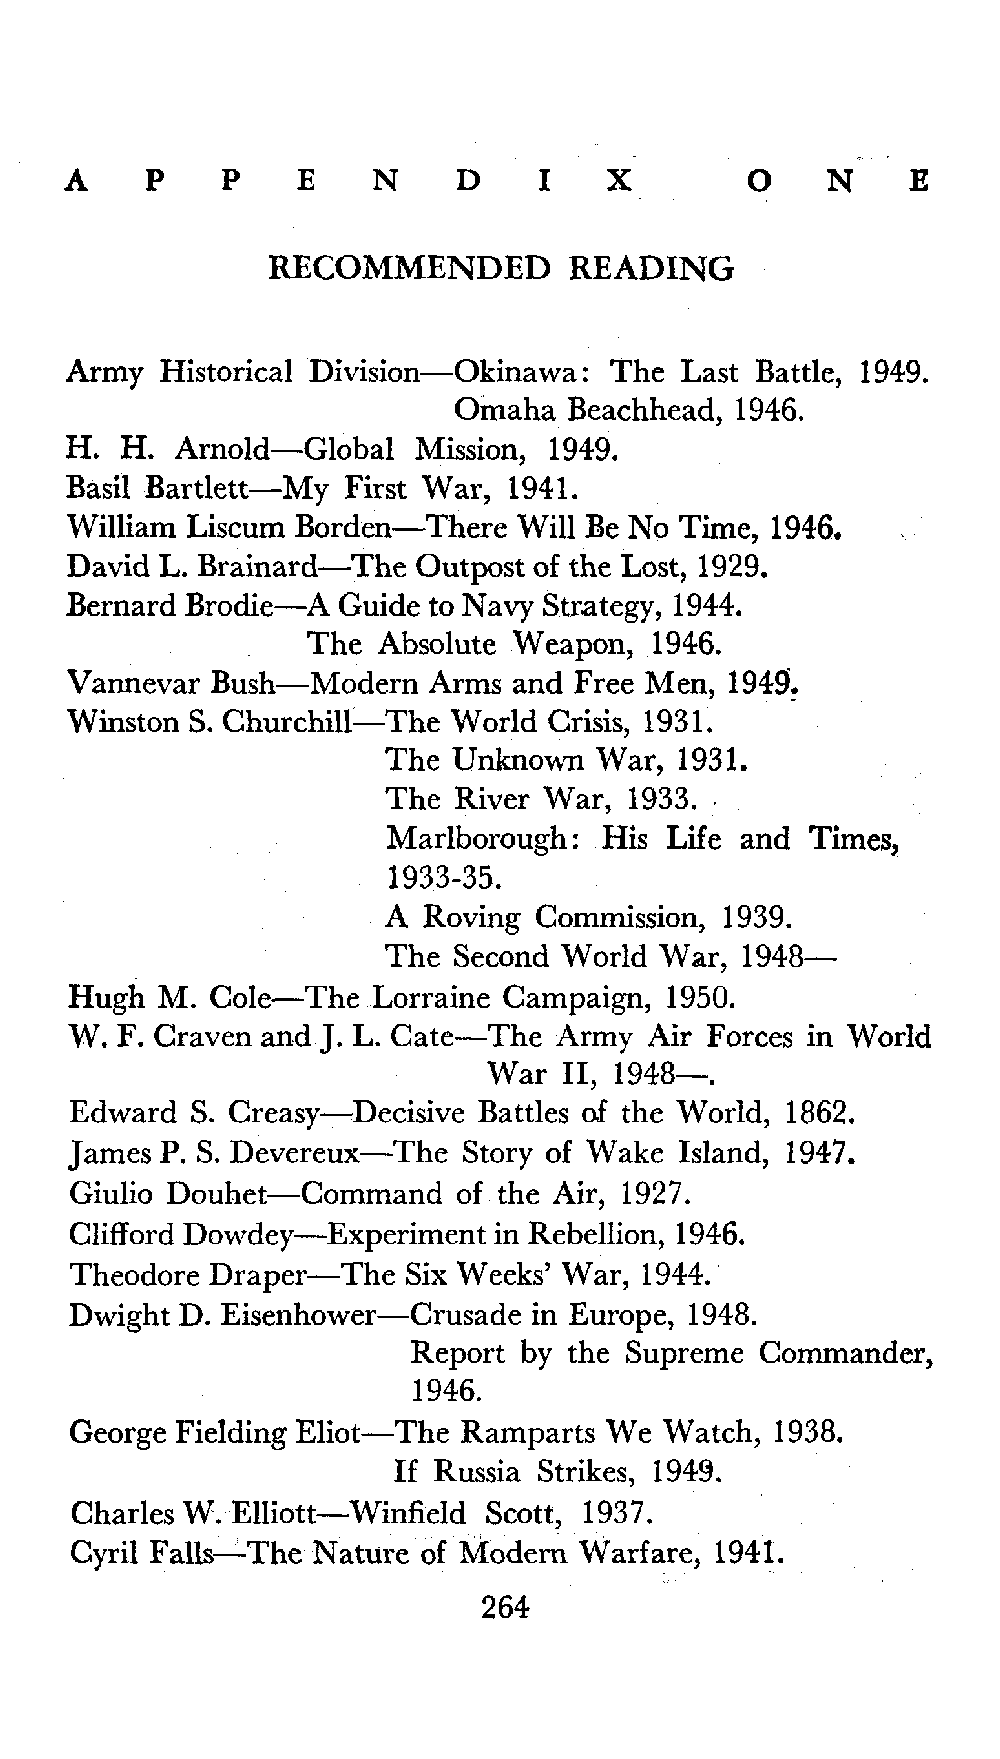 APPENDIX ONE
RECOMMENDED READING
Army Historical Division—Okinawa: The Last Battle, 1949.
Omaha Beachhead, 1946.
H. H. Arnold—Global Mission, 1949.
Basil Bartlett—My First War, 1941.
William Liscum Borden—There Will Be No Time, 1946.
David L. Brainard—The Outpost of the Lost, 1929.
Bernard Brodie—A Guide to Navy Strategy, 1944.
The Absolute Weapon, 1946.
Vannevar Bush—Modern Arms and Free Men, 1949.
Winston S. Churchill—The World Crisis, 1931.
The Unknown War, 1931.
The River War, 1933.
Marlborough: His Life and Times,
1933-35.
A Roving Commission, 1939.
The Second World War, 1948—
Hugh M. Cole—The Lorraine Campaign, 1950.
W. F. Craven and J. L. Cate—The Army Air Forces in World
War II, 1948—.
Edward S. Creasy—Decisive Battles of the World, 1862.
James P. S. Devereux—The Story of Wake Island, 1947.
Giulio Douhet—Command of the Air, 1927.
Clifford Dowdey—Experiment in Rebellion, 1946.
Theodore Draper—The Six Weeks' War, 1944.
Dwight D. Eisenhower—Crusade in Europe, 1948.
Report by the Supreme Commander,
1946.
George Fielding Eliot—The Ramparts We Watch, 1938.
If Russia Strikes, 1949.
Charles W. Elliott—Winfield Scott, 1937.
Cyril Falls—The Nature of Modern Warfare, 1941.
264